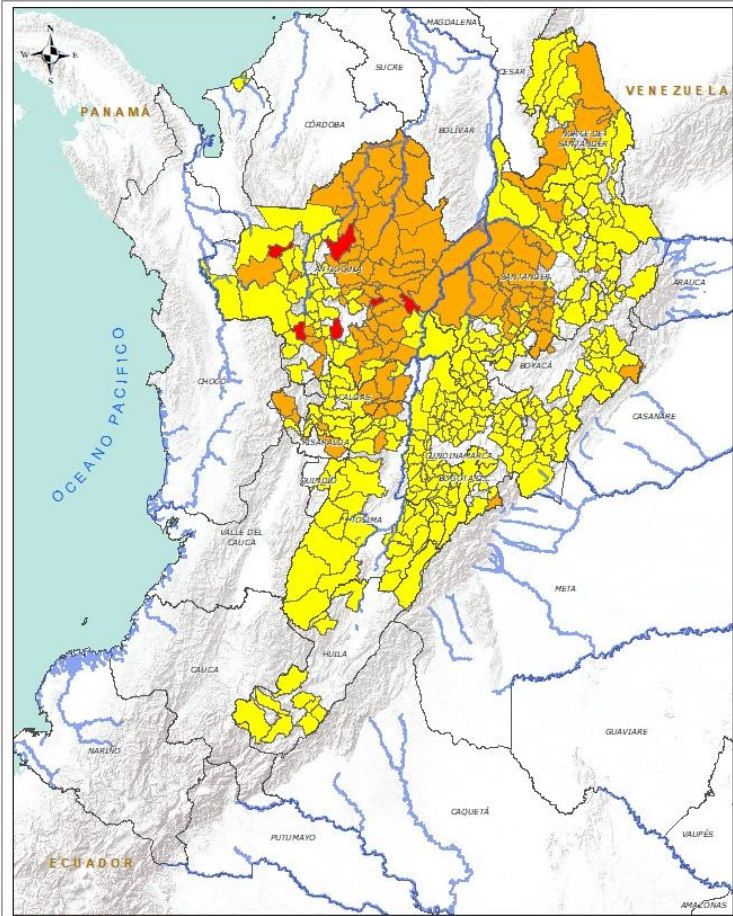 MAGDALENA
N
W E
S
SUCRE
CESAR
VENEZUELA
PANAMÁ
CÓRDOBA
BOLÍVAR
NORTE DE
SANTANDER
ANTIOQUIA
SANTANDER
ARAUCA
BOYACÁ
CHOCÓ
CALDAS
CASANARE
OCEANO PACIFICO
RISARALDA
CUNDINAMARCA
QUINDIO
BOGOTÁ, D.C.
TOLIMA
VALLE DEL
CAUCA
META
HUILA
CAUCA
GUAVIARE
NARIÑO
CAQUETÁ
PUTUMAYO
VAUPÉS
ECUADOR
AMAZONAS